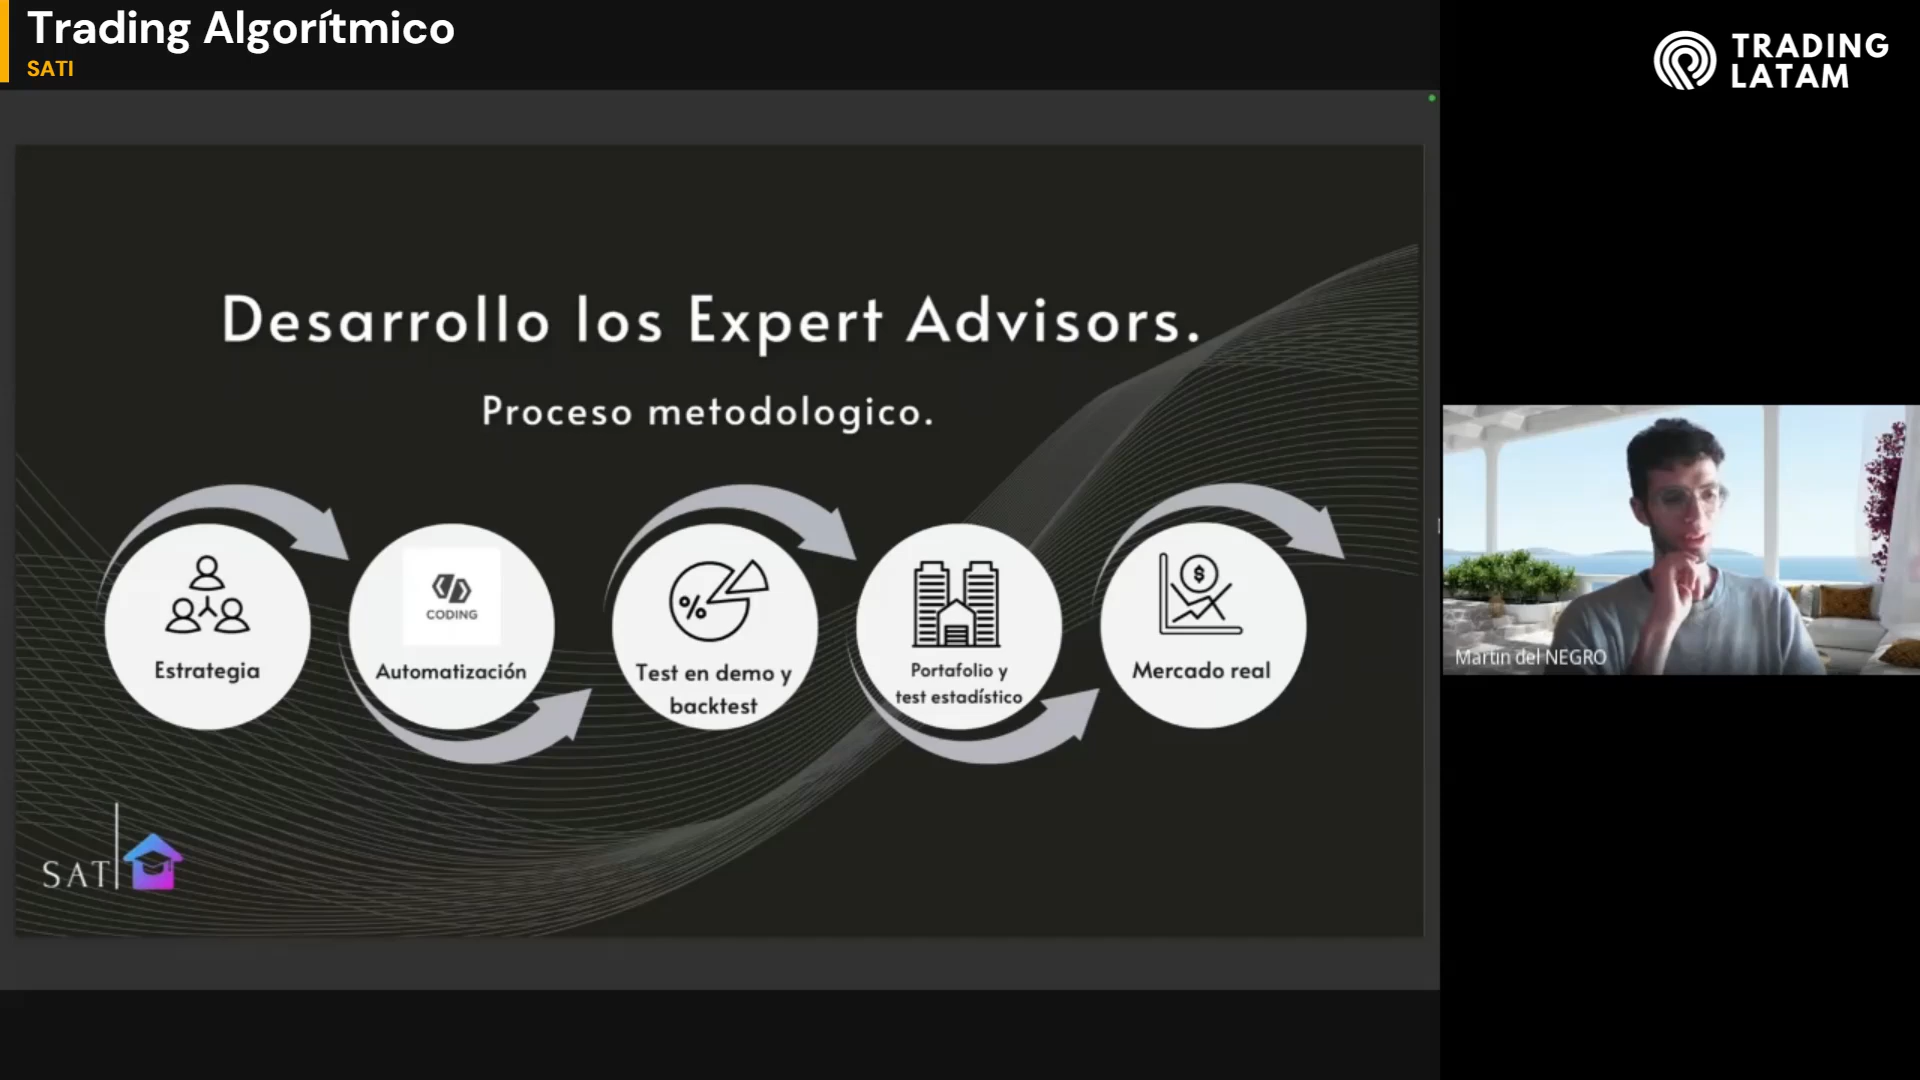 Trading Algorítmico
SATI
TRADING
LATAM
Desarrollo los Expert Advisors.
Proceso metodologico.
Estrategia
CODING
Automatización
%
Test en demo y
backtest
Portafolio y
test estadístico
$
Mercado real
SATI
Martin del NEGRO